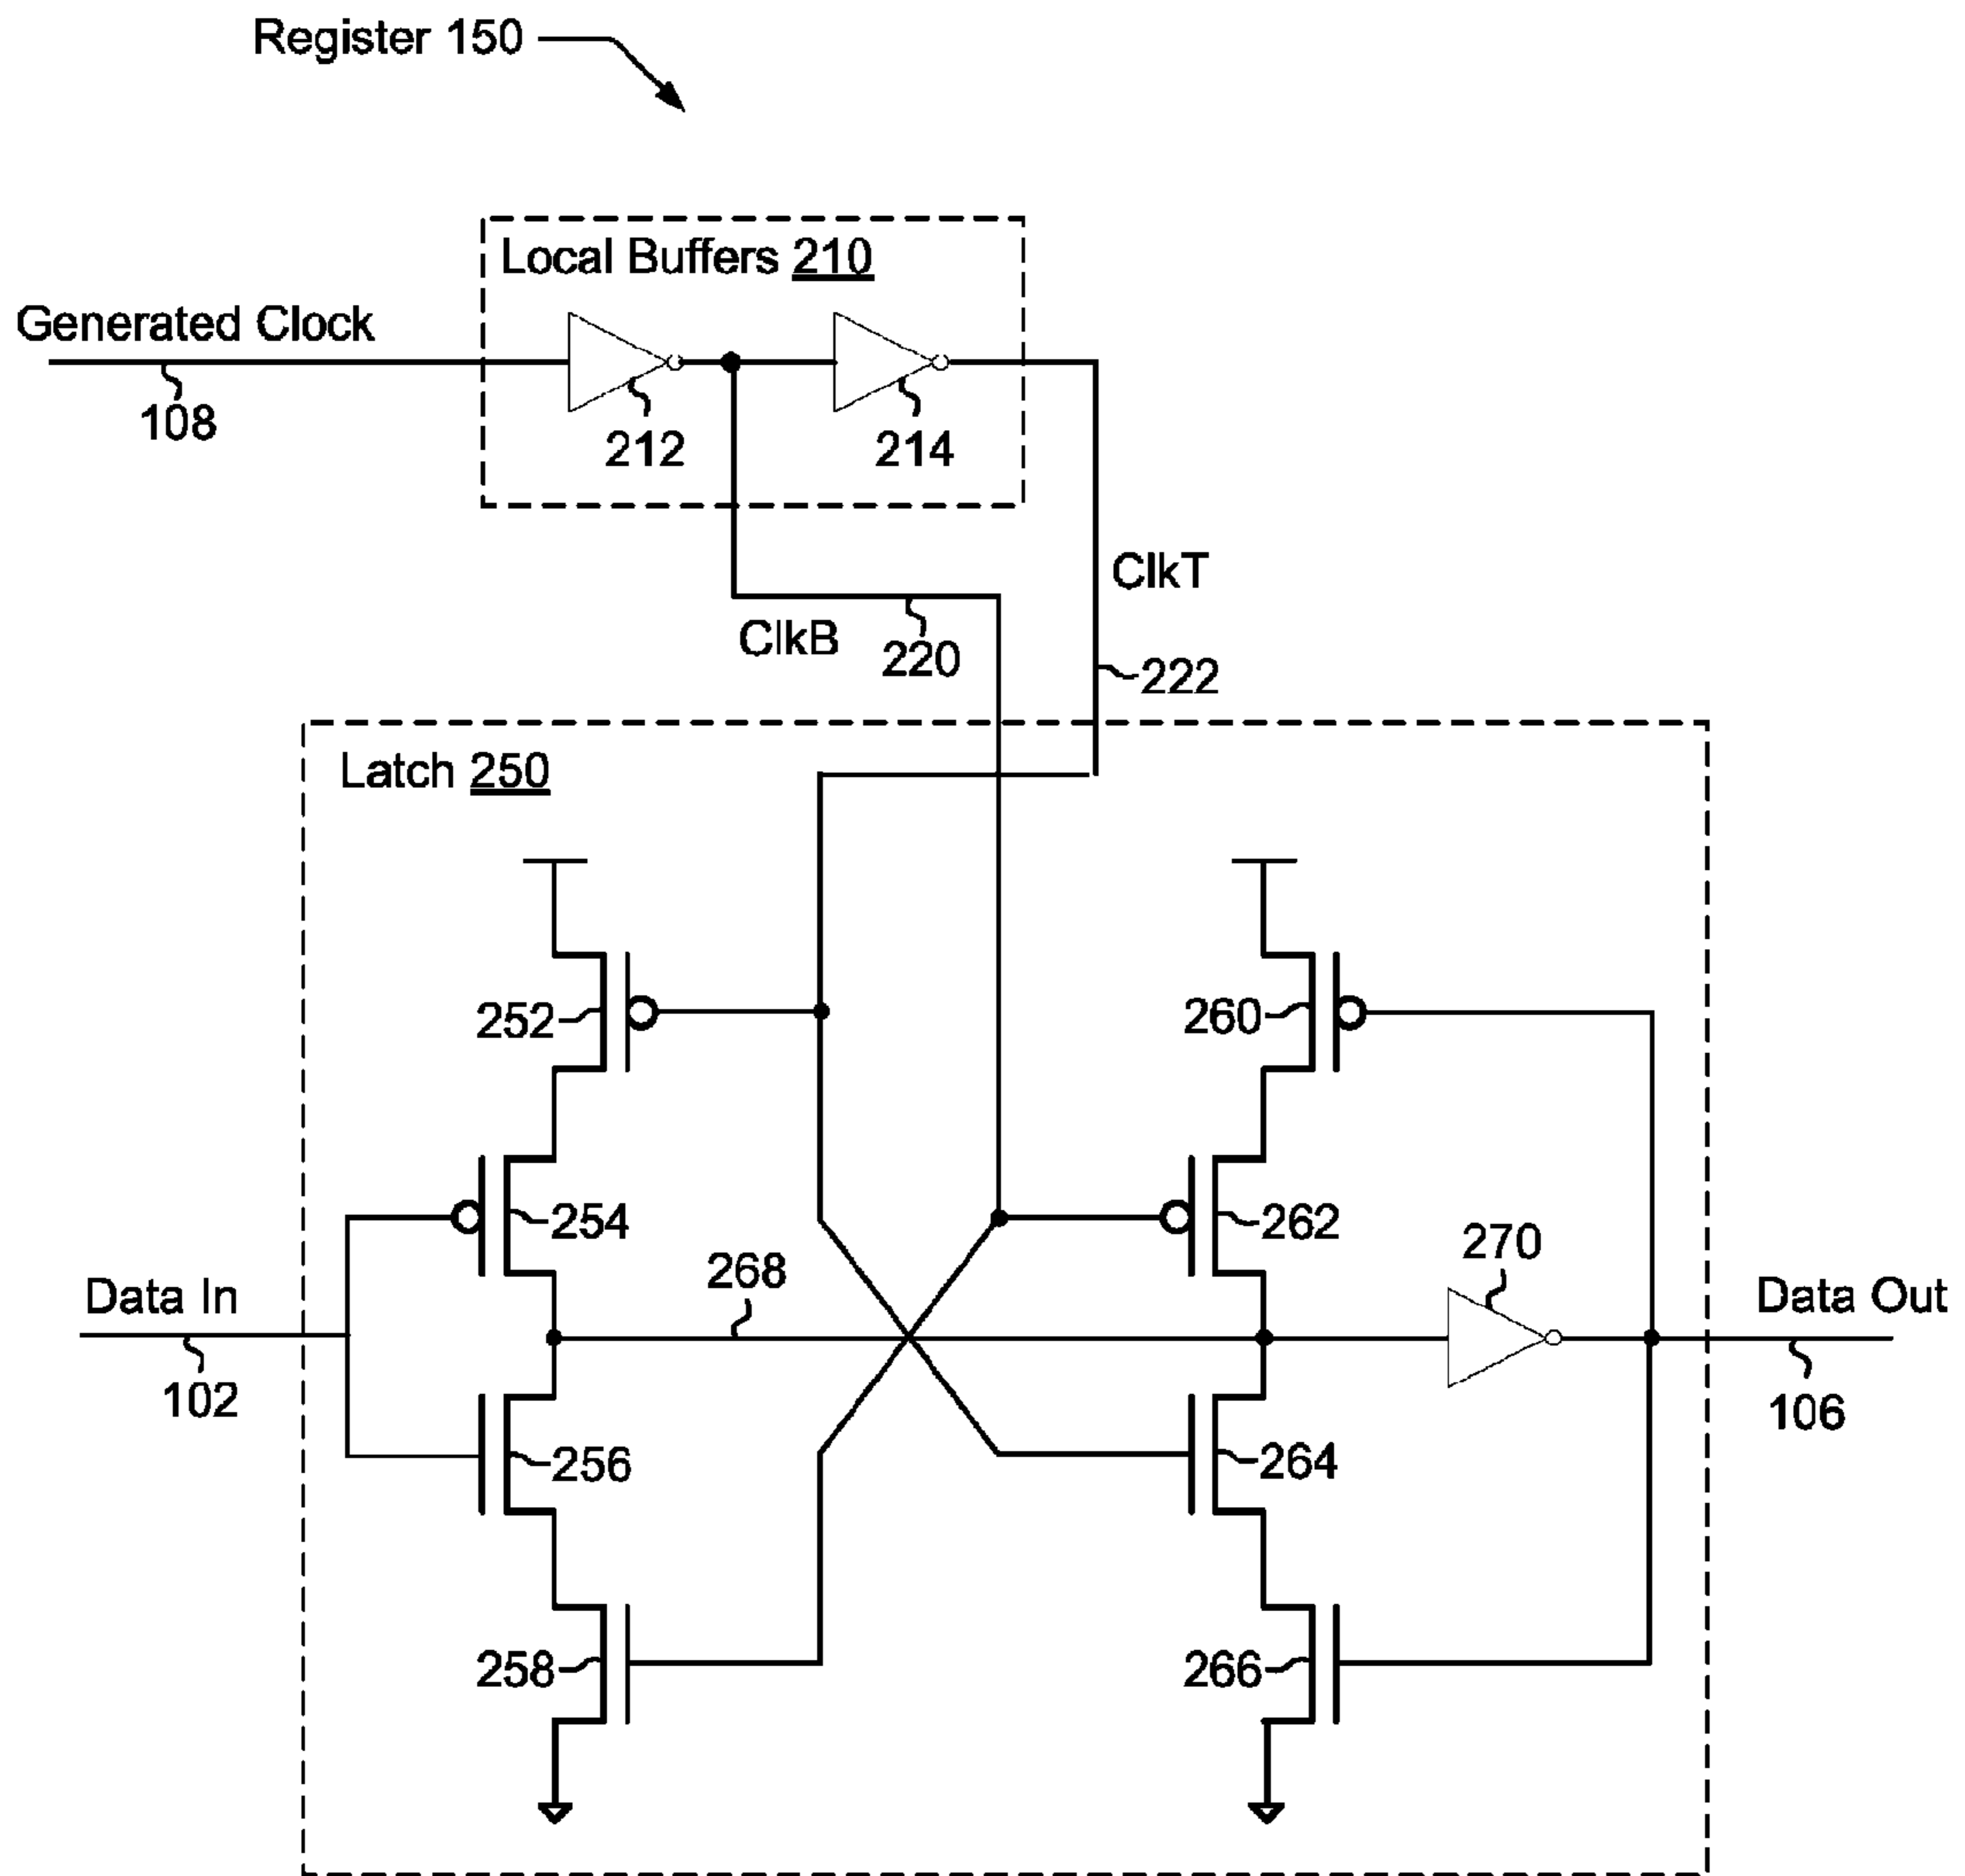 Register 150
Local Buffers 210
Generated Clock
108
212
214
ClkT
ClkB
220
222
Latch 250
252
260
254
262
268
270
Data In
Data Out
102
106
256
264
258
266